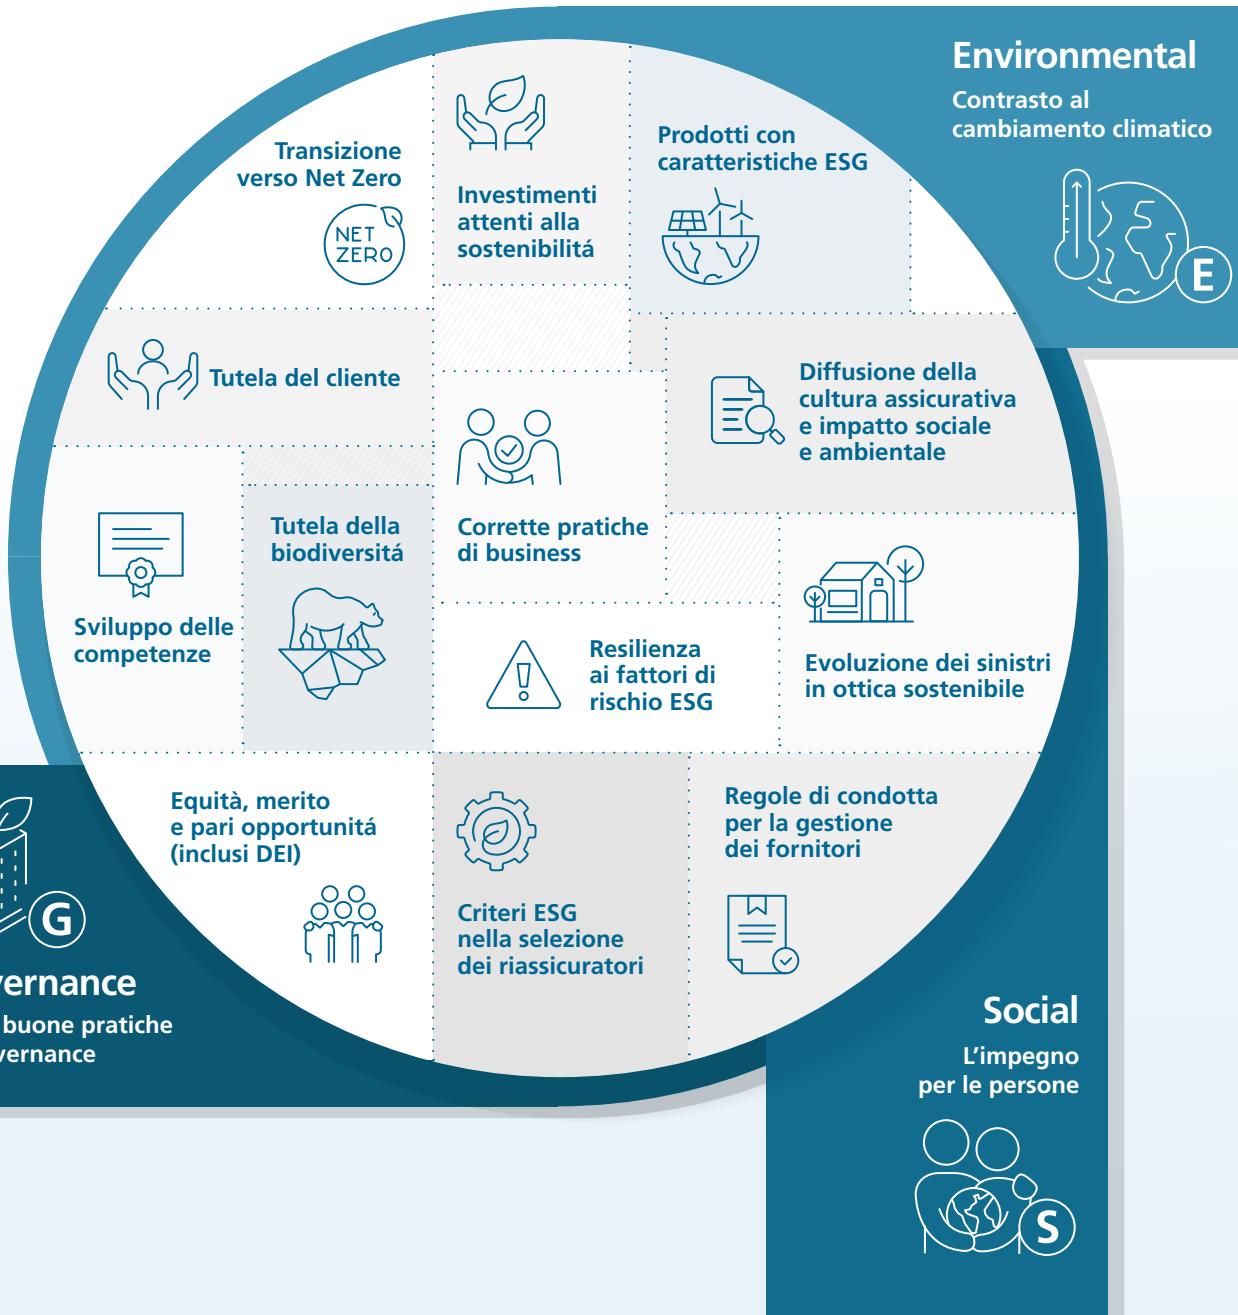 Environmental
Contrasto al
cambiamento climatico
E
Transizione
verso Net Zero
NET
ZERO
Investimenti
attenti alla
sostenibilitá
Prodotti con
caratteristiche ESG
Tutela del cliente
Diffusione della
cultura assicurativa
e impatto sociale
e ambientale
Sviluppo delle
competenze
Tutela della
biodiversitá
Corrette pratiche
di business
Resilienza
ai fattori di
rischio ESG
Evoluzione dei sinistri
in ottica sostenibile
Equità, merito
e pari opportunitá
(inclusi DEI)
Criteri ESG
nella selezione
dei riassicuratori
Regole di condotta
per la gestione
dei fornitori
G
vernance
buone pratiche
vernance
Social
L'impegno
per le persone
S